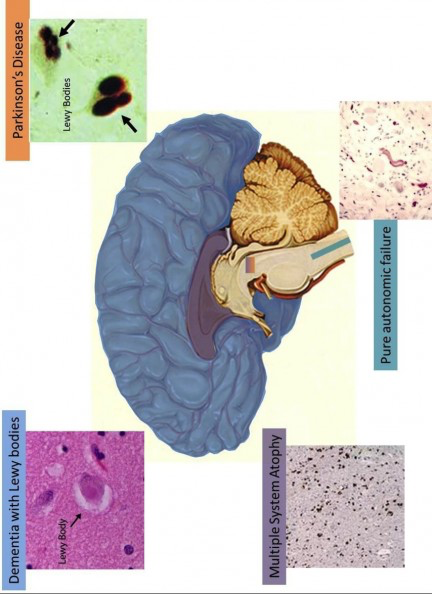 Parkinson's Disease
Lewy Bodies
Pure autonomic failure
Dementia with Lewy bodies
Lewy Body
Multiple System Atophy